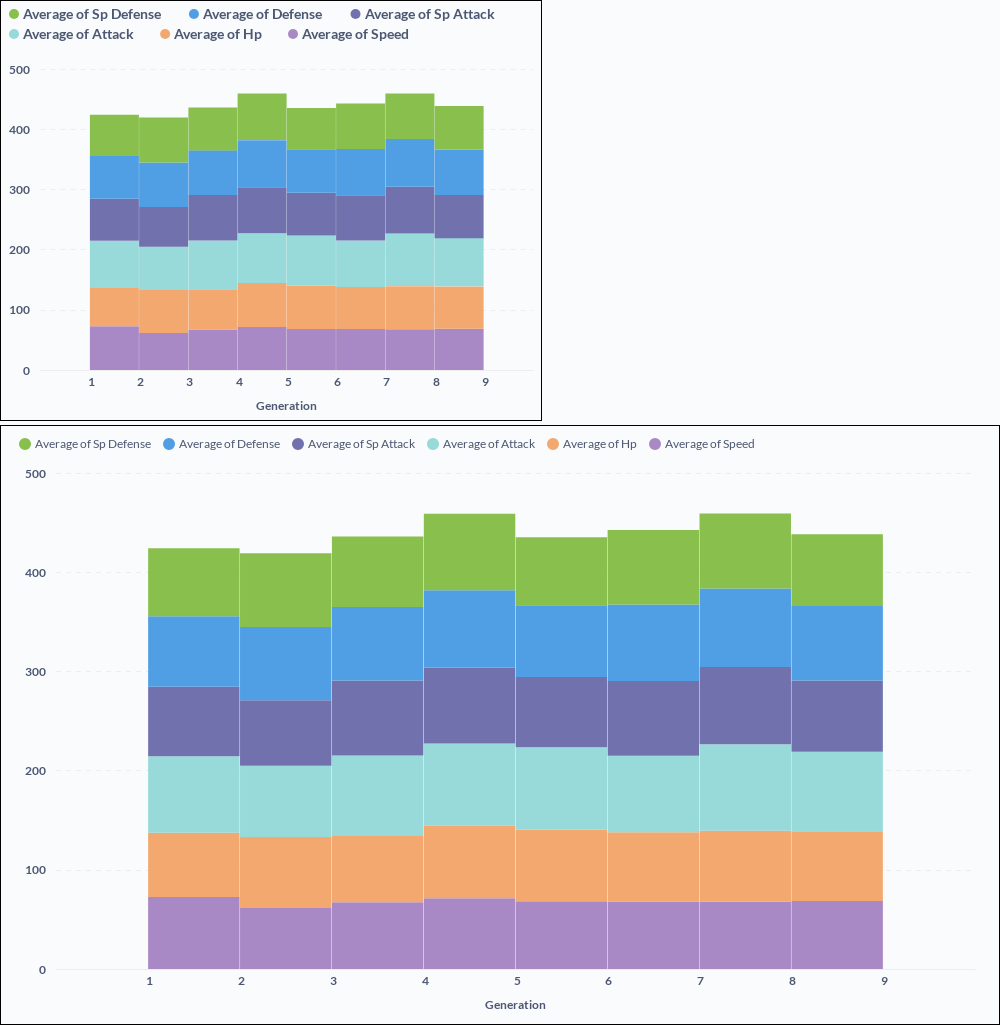 Average of Sp Defense Average of Defense Average of Sp Attack
Average of Attack Average of Hp Average of Speed
500
400
300
200
100
0
1 2 3 4 5 6 7 8 9
Generation
Average of Sp Defense Average of Defense Average of Sp Attack Average of Attack Average of Hp Average of Speed
500
400
300
200
100
0
1 2 3 4 5 6 7 8 9
Generation